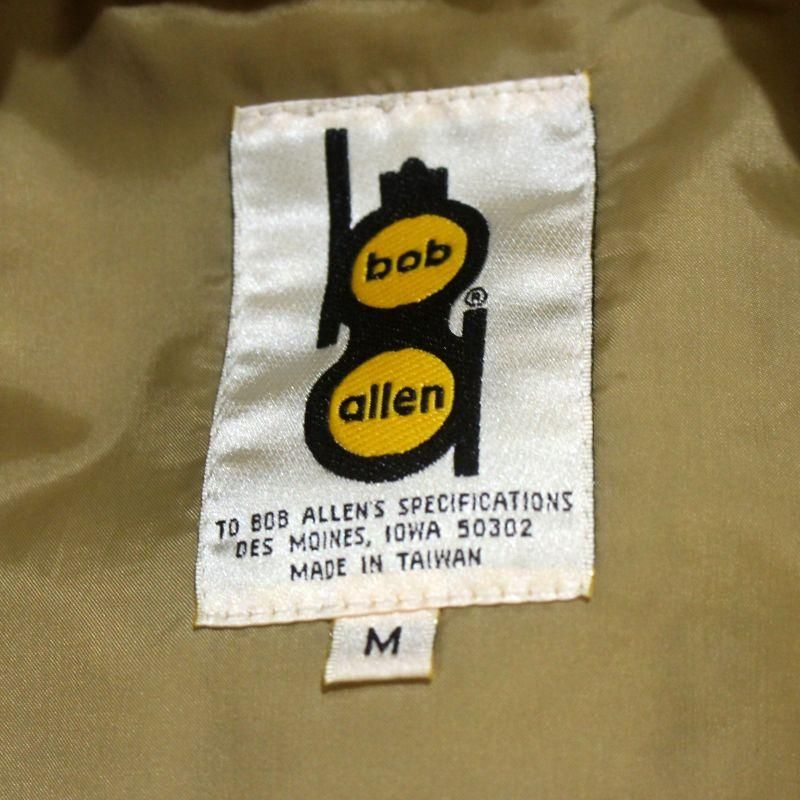 bob
®
allen
TO BOB ALLEN'S SPECIFICATIONS
DES MOINES, IOWA 50302
MADE IN TAIWAN
M